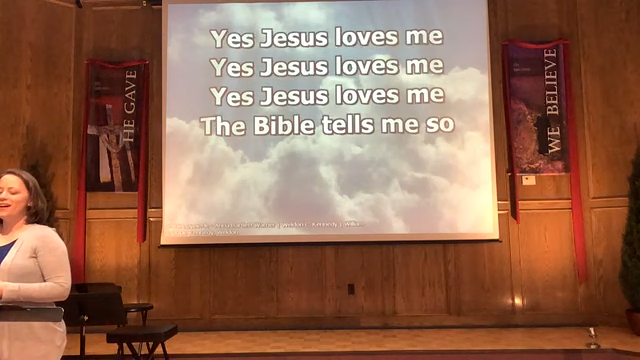 Yes Jesus loves me
Yes Jesus loves me
Yes Jesus loves me
The Bible tells me so
HE GAVE
WE BELIEVE